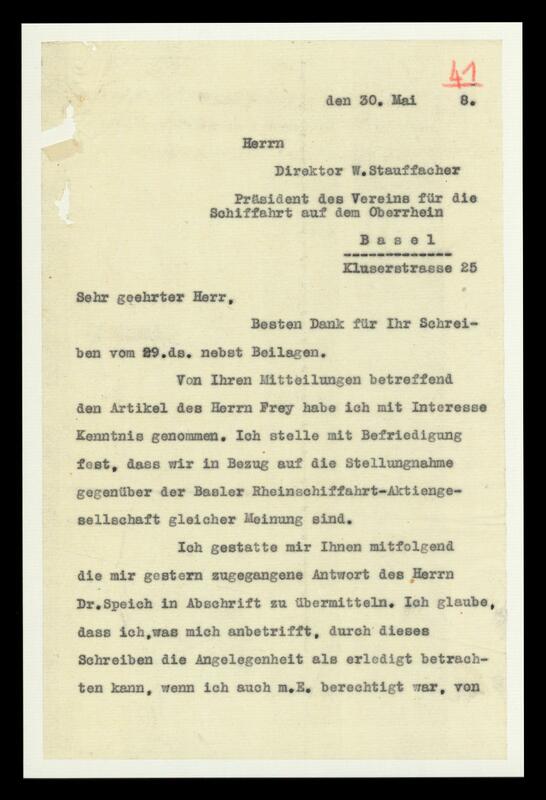 41
den 30. Mai 8.
Herrn
Direktor W.Stauffacher
Präsident des Vereins für die
Schiffahrt auf dem Oberrhein
B a s e l
Kluserstrasse 25
Sehr geehrter Herr,
Besten Dank für Ihr Schrei-
ben vom 29.ds. nebst Beilagen.
Von Ihren Mitteilungen betreffend
den Artikel des Herrn Frey habe ich mit Interesse
Kenntnis genommen. Ich stelle mit Befriedigung
fest, dass wir in Bezug auf die Stellungnahme
gegenüber der Basler Rheinschiffahrt-Aktienge-
sellschaft gleicher Meinung sind.
Ich gestatte mir Ihnen mitfolgend
die mir gestern zugegangene Antwort des Herrn
Dr.Speich in Abschrift zu übermitteln. Ich glaube,
dass ich,was mich anbetrifft, durch dieses
Schreiben die Angelegenheit als erledigt betrach-
ten kann, wenn ich auch m.E. berechtigt war, von